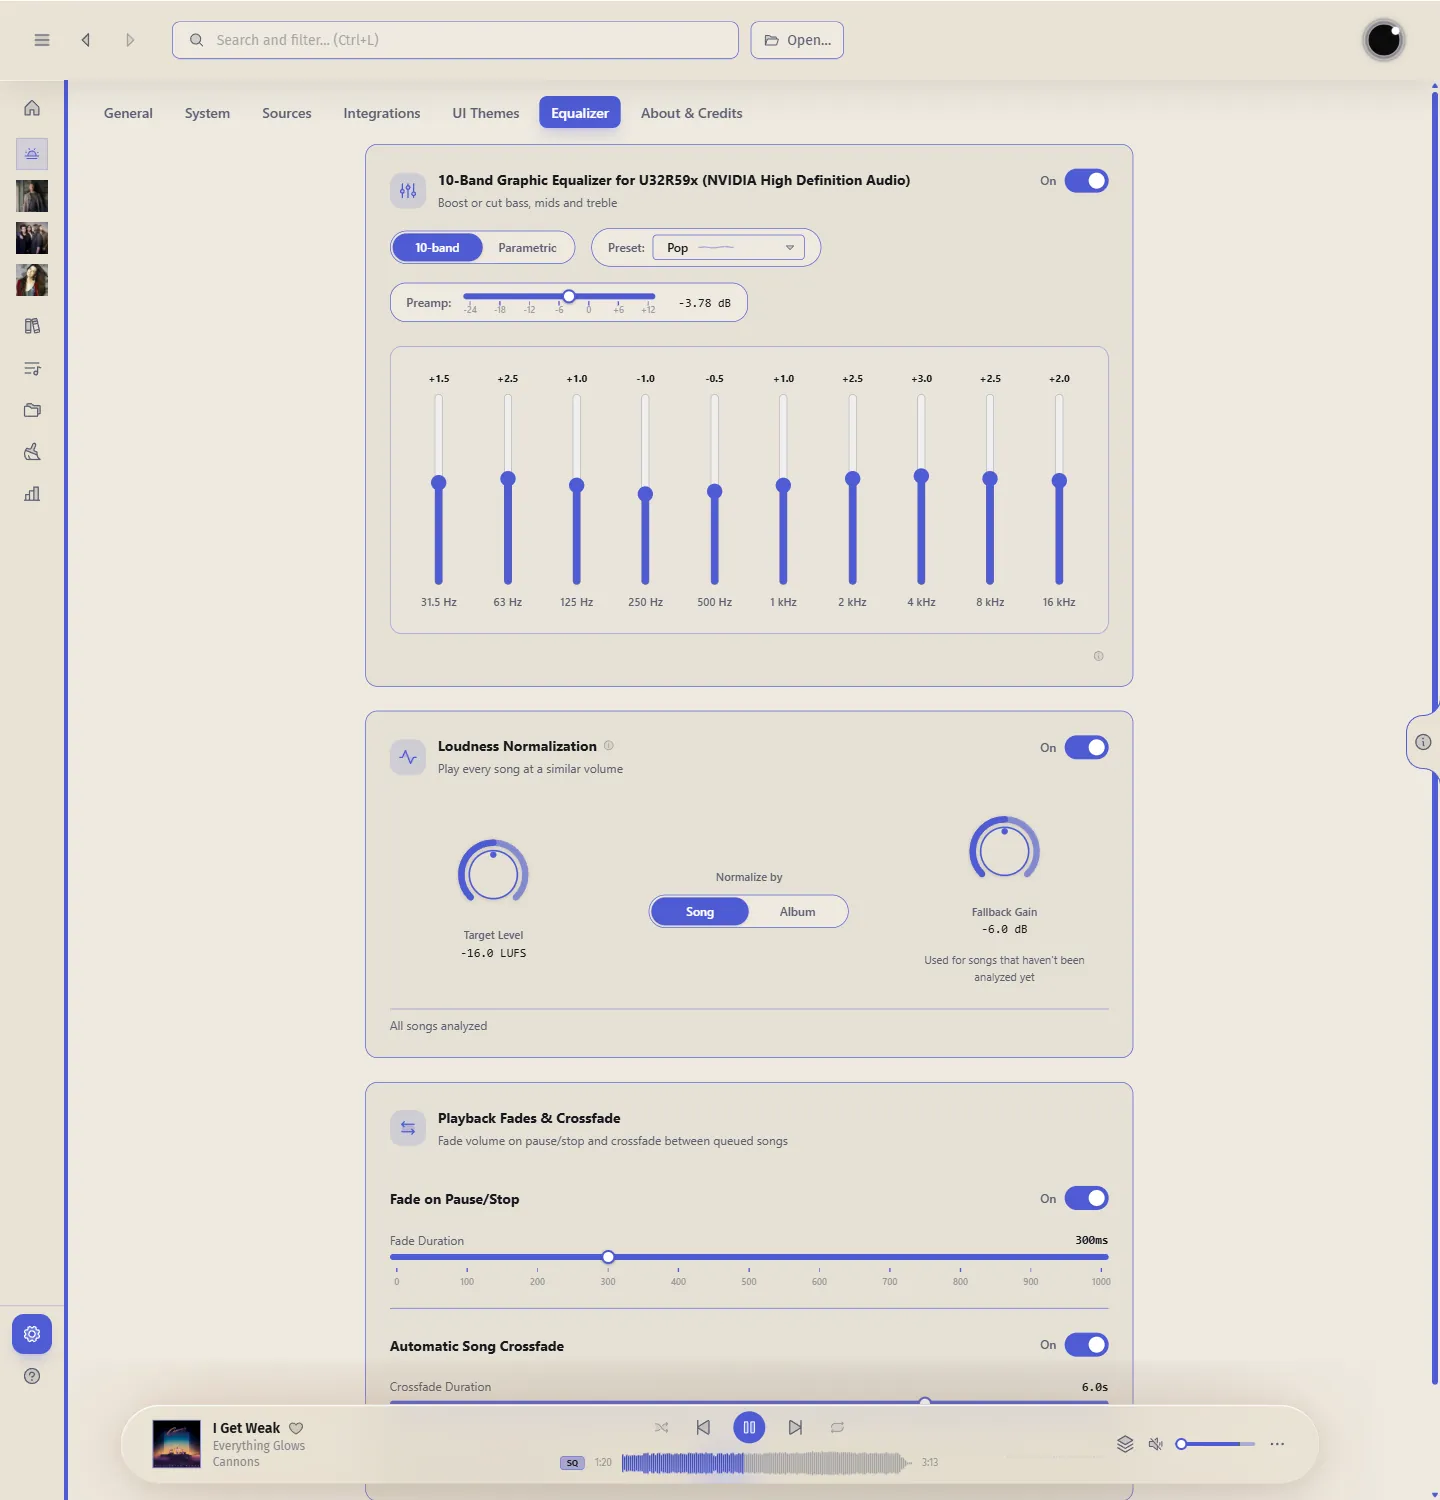 Search and filter... (Ctrl+L)
Open...
General
System
Sources
Integrations
UI Themes
Equalizer
About & Credits
10-Band Graphic Equalizer for U32R59x (NVIDIA High Definition Audio)
On
Boost or cut bass, mids and treble
10-band
Parametric
Preset:
Pop
Preamp:
-24 -18 -12 -6 0 +6 +12
-3.78 dB
+1.5 +2.5 +1.0 -1.0 -0.5 +1.0 +2.5 +3.0 +2.5 +2.0
31.5 Hz 63 Hz 125 Hz 250 Hz 500 Hz 1 kHz 2 kHz 4 kHz 8 kHz 16 kHz
Loudness Normalization
On
Play every song at a similar volume
Target Level
-16.0 LUFS
Normalize by
Song
Album
Fallback Gain
-6.0 dB
Used for songs that haven't been
analyzed yet
All songs analyzed
Playback Fades & Crossfade
Fade volume on pause/stop and crossfade between queued songs
Fade on Pause/Stop
On
Fade Duration
300ms
0 100 200 300 400 500 600 700 800 900 1000
Automatic Song Crossfade
On
Crossfade Duration
6.0s
I Get Weak
Everything Glows
Cannons
SQ
1:20
3:13